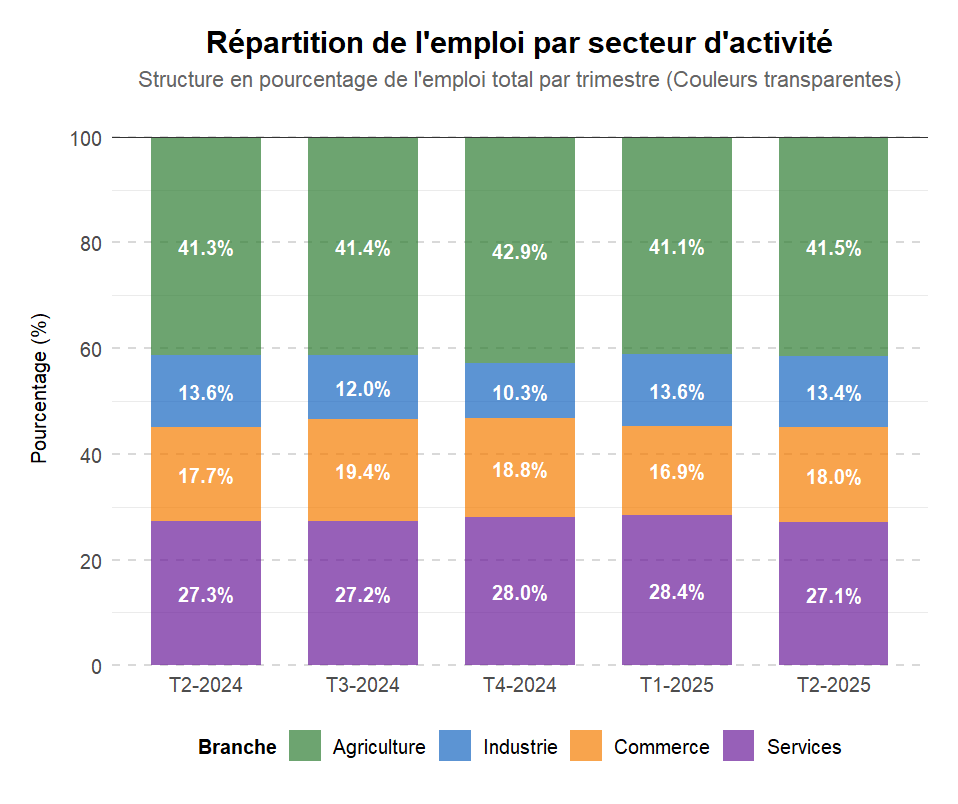 Répartition de l'emploi par secteur d'activité
Structure en pourcentage de l'emploi total par trimestre (Couleurs transparentes)
Pourcentage (%)
100
80
60
40
20
0
41.3% 41.4% 42.9% 41.1% 41.5%
13.6% 12.0% 10.3% 13.6% 13.4%
17.7% 19.4% 18.8% 16.9% 18.0%
27.3% 27.2% 28.0% 28.4% 27.1%
T2-2024 T3-2024 T4-2024 T1-2025 T2-2025
Branche Agriculture Industrie Commerce Services